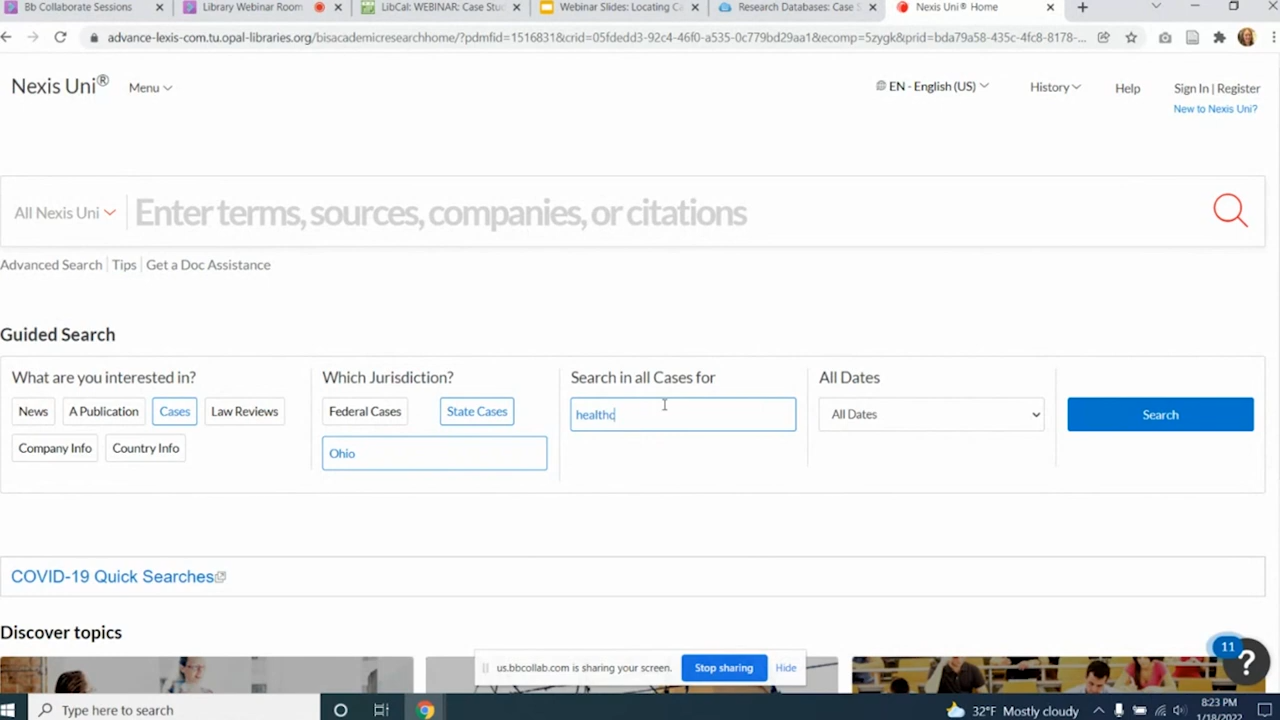 Bb Collaborate Sessions
Library Webinar Room
LibCal: WEBINAR: Case Stu
Webinar Slides: Locating Ca
Research Databases: Case S
Nexis Uni® Home
advance-lexis-com.tu.opal-libraries.org/bisacademicresearchhome/?pdmfid=1516831&crid=05fdedd3-92c4-46f0-a535-0c779bd29aa1&ecomp=5zygk&prid=bda79a58-435c-4fc8-8178-...
Nexis Uni®
Menu
EN - English (US)
History
Help
Sign In | Register
New to Nexis Uni?
All Nexis Uni
Enter terms, sources, companies, or citations
Advanced Search | Tips | Get a Doc Assistance
Guided Search
What are you interested in?
News
A Publication
Cases
Law Reviews
Company Info
Country Info
Which Jurisdiction?
Federal Cases
State Cases
Ohio
Search in all Cases for
healthc
All Dates
All Dates
Search
COVID-19 Quick Searches
Discover topics
us.bbcollab.com is sharing your screen.
Stop sharing
Hide
11
?
Type here to search
32°F Mostly cloudy
8:23 PM
1/18/2022